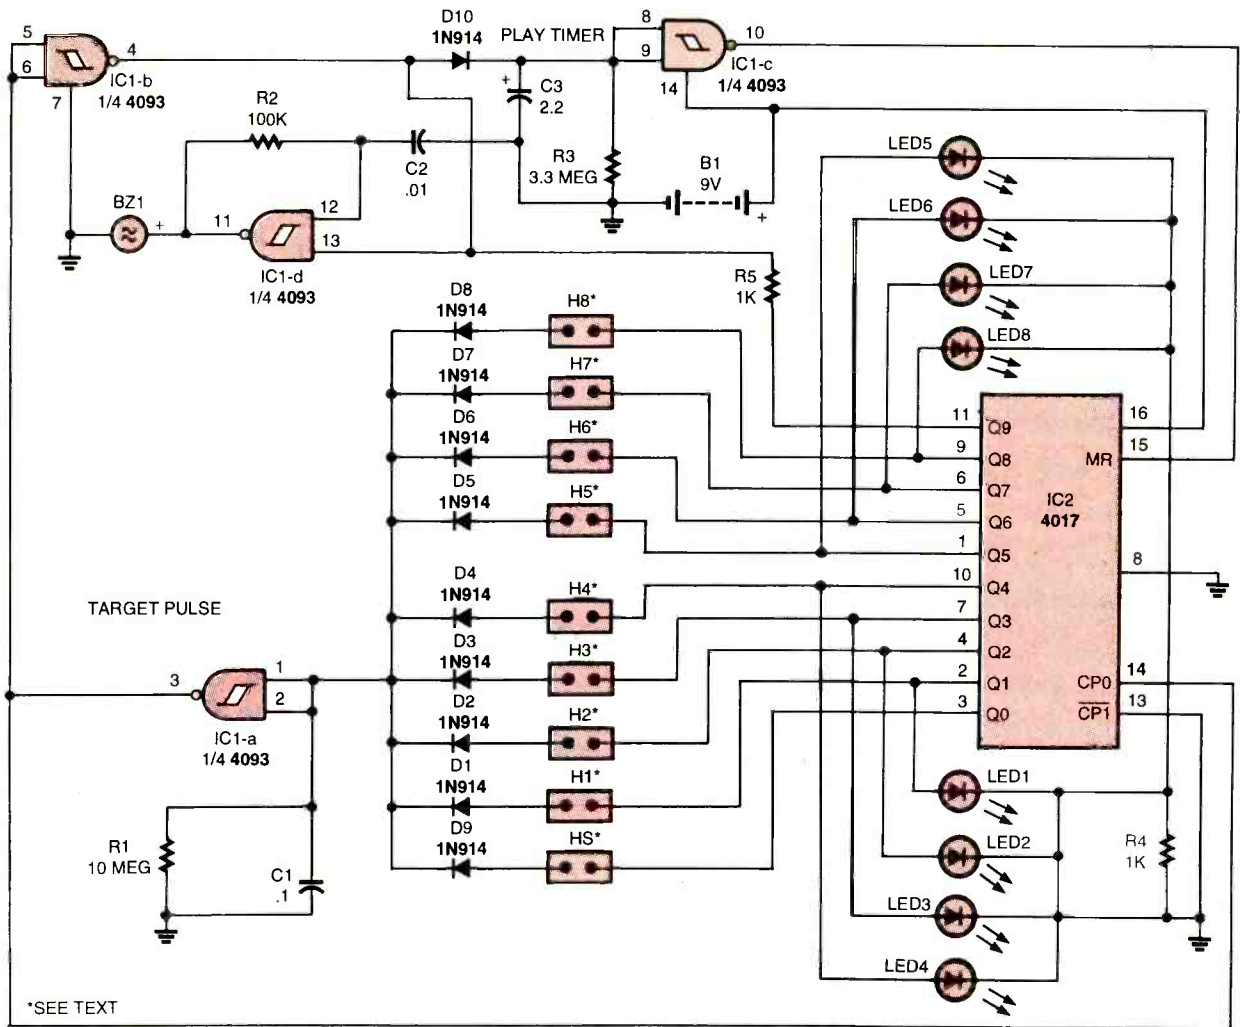 D10
1N914
PLAY TIMER
5
6
4
7
IC1-b
1/4 4093
8
9
10
14
IC1-c
1/4 4093
+
C3
2.2
R2
100K
C2
.01
R3
3.3 MEG
B1
9V
+
BZ1
+
11
12
13
IC1-d
1/4 4093
R5
1K
LED5
LED6
LED7
LED8
D8
1N914
H8*
D7
1N914
H7*
D6
1N914
H6*
D5
1N914
H5*
D4
1N914
H4*
D3
1N914
H3*
D2
1N914
H2*
D1
1N914
H1*
D9
1N914
HS*
11
Q9
9
Q8
6
Q7
5
Q6
1
Q5
10
Q4
7
Q3
4
Q2
2
Q1
3
Q0
IC2
4017
16
15
MR
8
14
CP0
13
CP1
TARGET PULSE
3
1
2
IC1-a
1/4 4093
R1
10 MEG
C1
.1
LED1
LED2
LED3
LED4
R4
1K
*SEE TEXT